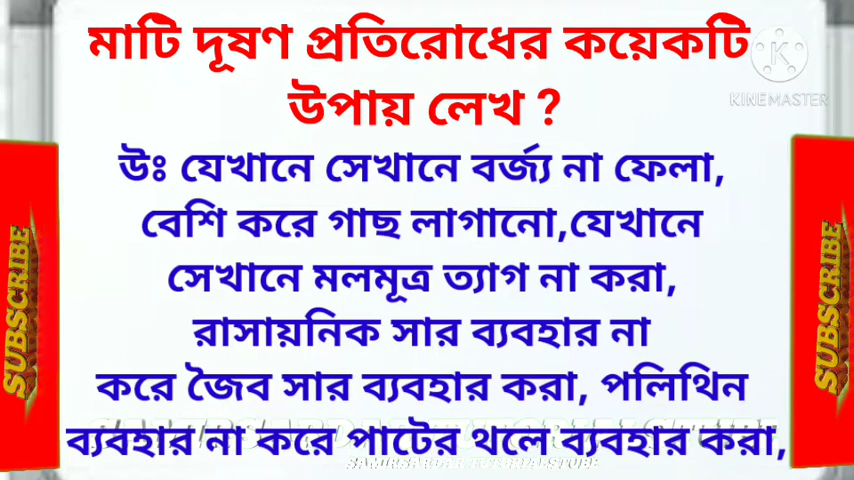 মাটি দূষণ প্রতিরোধের কয়েকটি
উপায় লেখ ?
KINEMASTER
উঃ যেখানে সেখানে বর্জ্য না ফেলা,
বেশি করে গাছ লাগানো,যেখানে
সেখানে মলমূত্র ত্যাগ না করা,
রাসায়নিক সার ব্যবহার না
করে জৈব সার ব্যবহার করা, পলিথিন
ব্যবহার না করে পাটের থলে ব্যবহার করা,
SUBSCRIBE
SUBSCRIBE